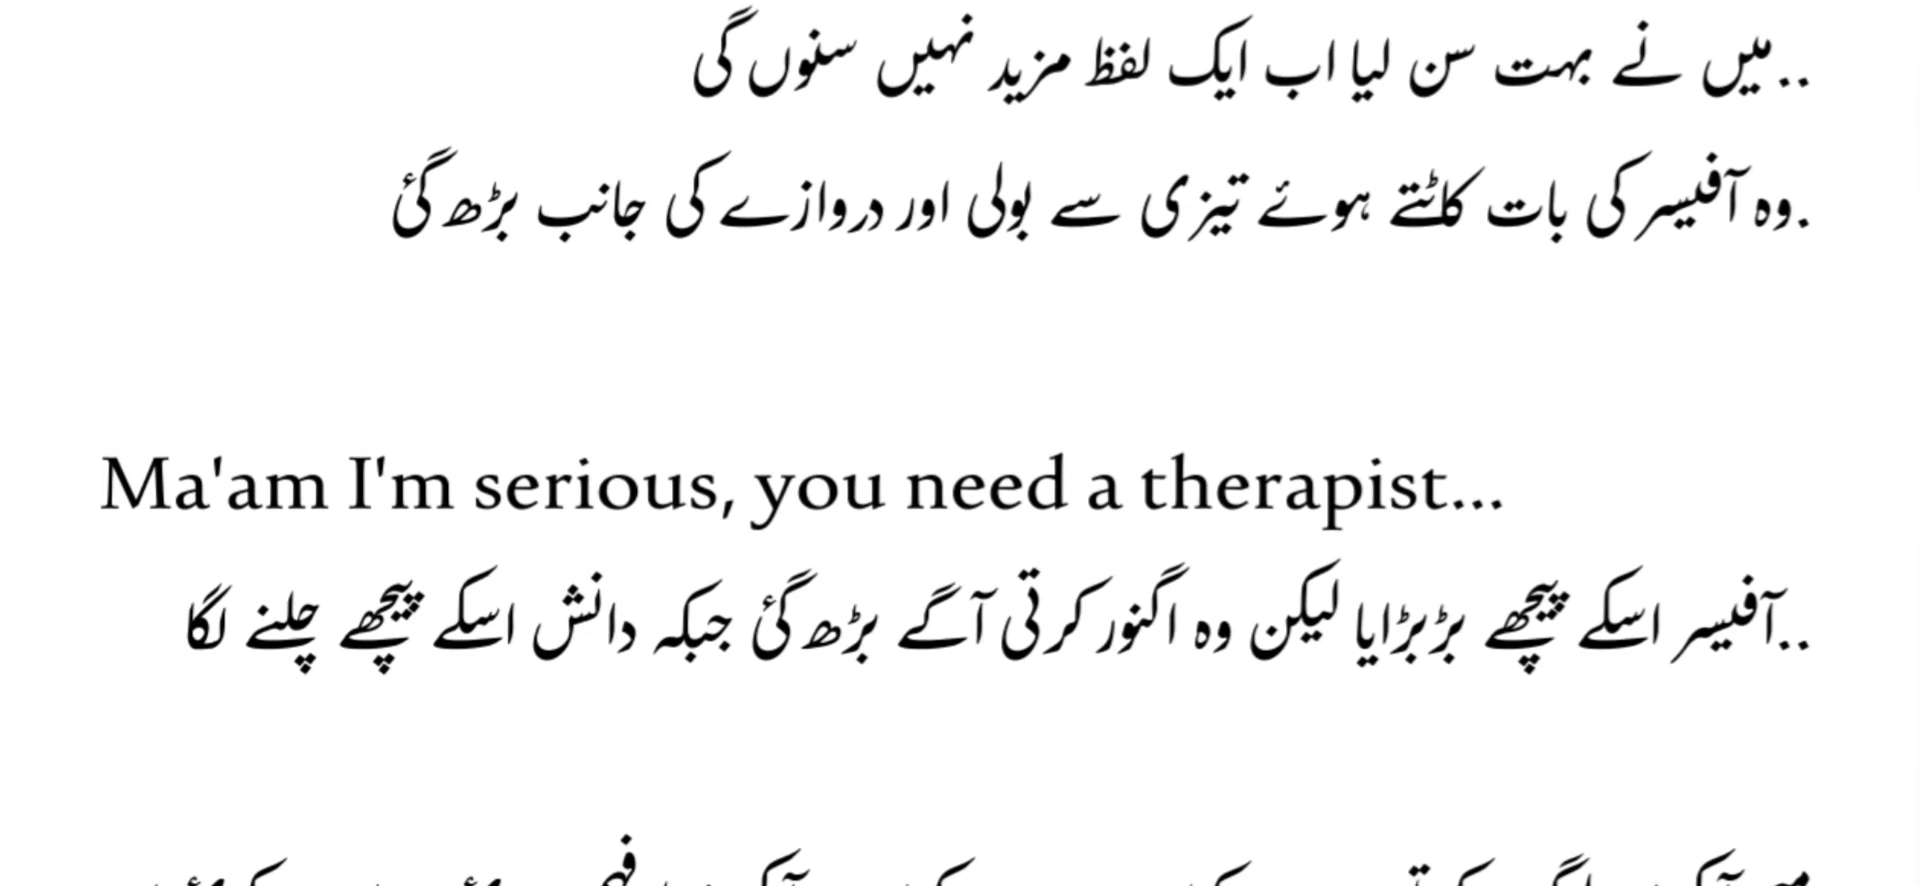 ..میں نے بہت سن لیا اب ایک لفظ مزید نہیں سنوں گی
.وہ آفیسر کی بات کاٹتے ہوئے تیزی سے بولی اور دروازے کی جانب بڑھ گئ
Ma'am I'm serious, you need a therapist...
..آفیسر اسکے پیچھے بڑبڑایا لیکن وہ اگنور کرتی آگے بڑھ گئ جبکہ دانش اسکے پیچھے چلنے لگا